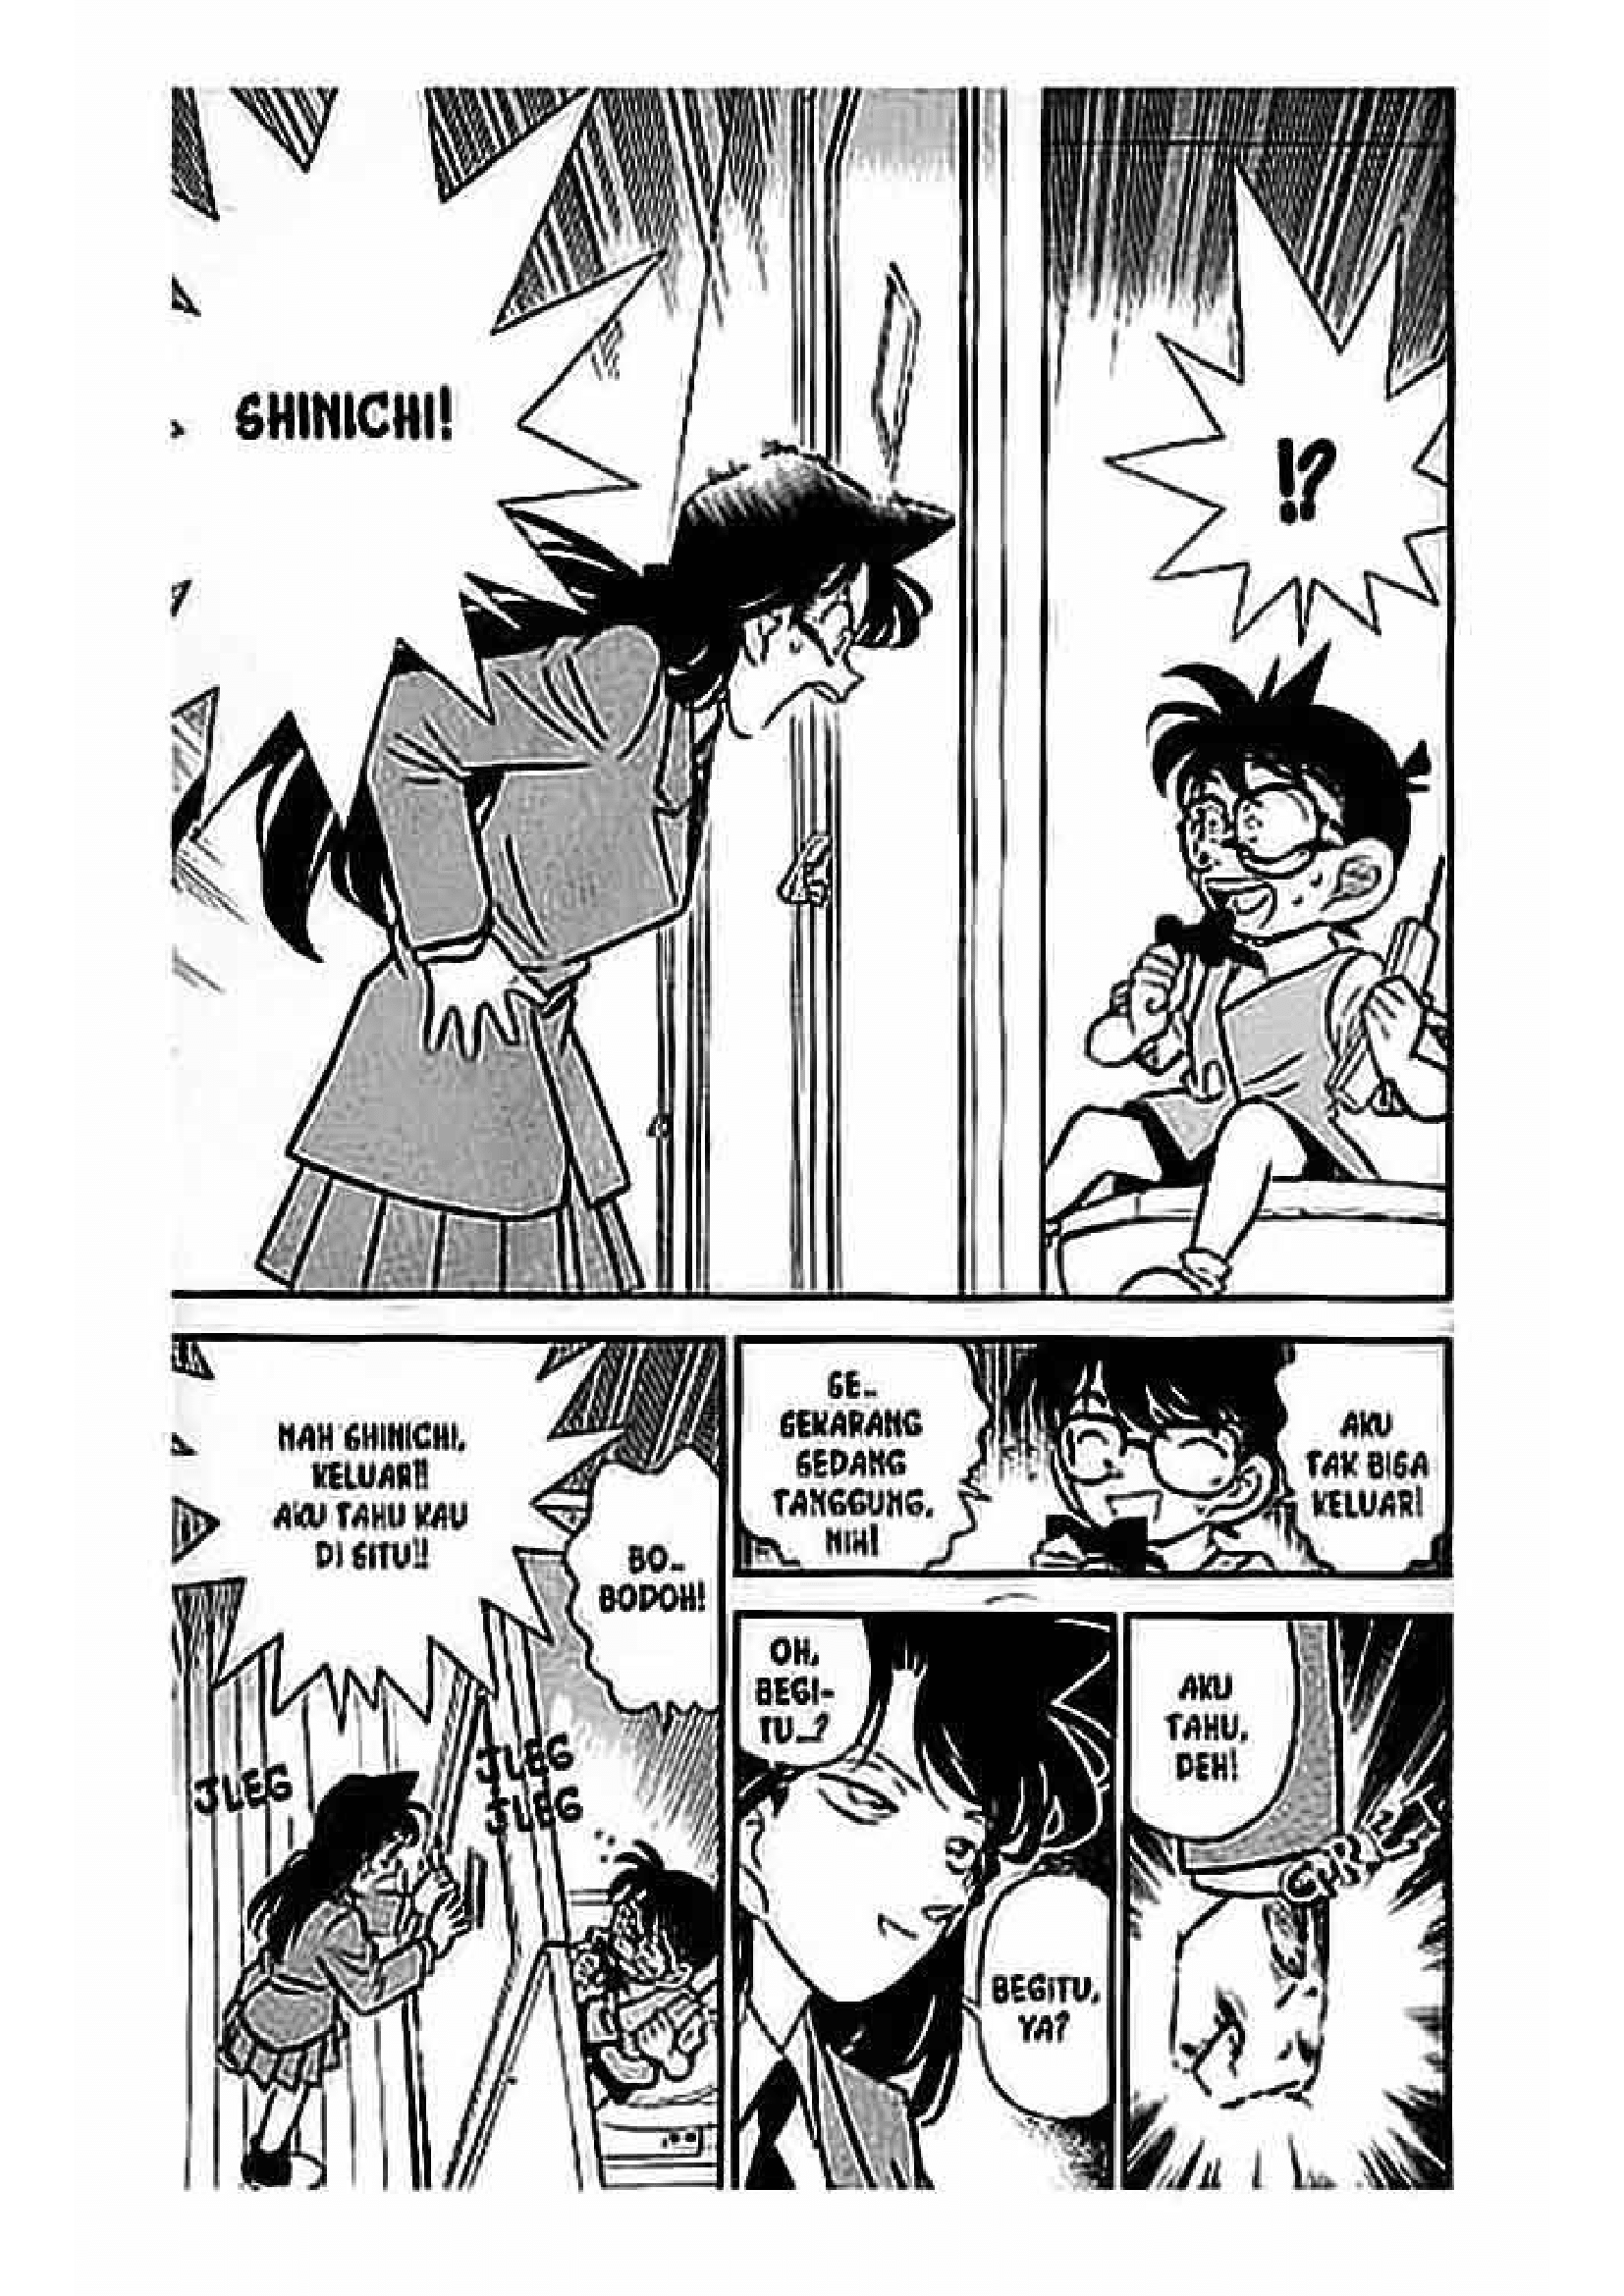 !?
SHINICHI!
AKU
TAK BISA
KELUAR!
SE..
SEKARANG
SEDANG
TANGGUNG,
NIH!
AKU
TAHU,
DEH!
OH,
BEGI-
TU...?
BEGITU,
YA?
BO..
BODOH!
NAH SHINICHI,
KELUAR!!
AKU TAHU KAU
DI SITU!!
JLEG
JLEG
JLEG